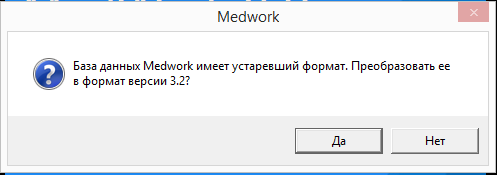 Medwork
База данных Medwork имеет устаревший формат. Преобразовать ее
в формат версии 3.2?
Да
Нет